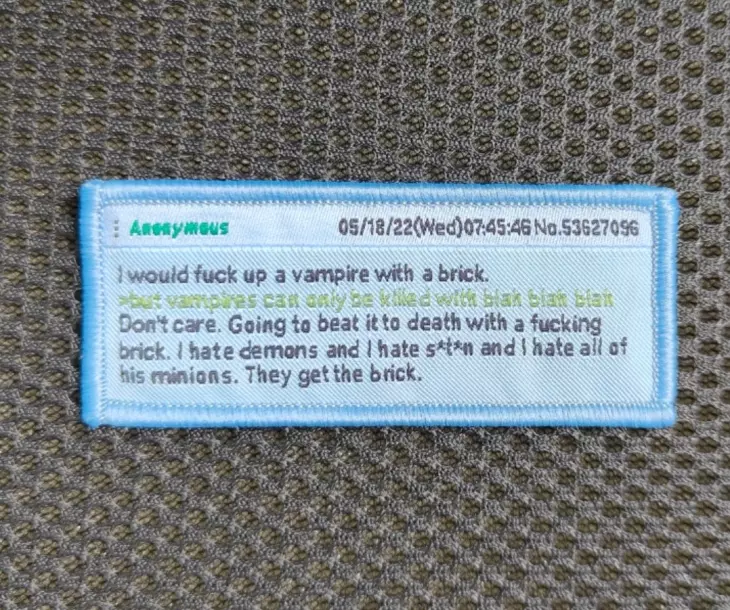 Anonymous 05/18/22(Wed)07:45:46 No.53627096
I would fuck up a vampire with a brick.
>but vampires can only be killed with blah blah blah
Don't care. Going to beat it to death with a fucking
brick. I hate demons and I hate s*t*n and I hate all of
his minions. They get the brick.